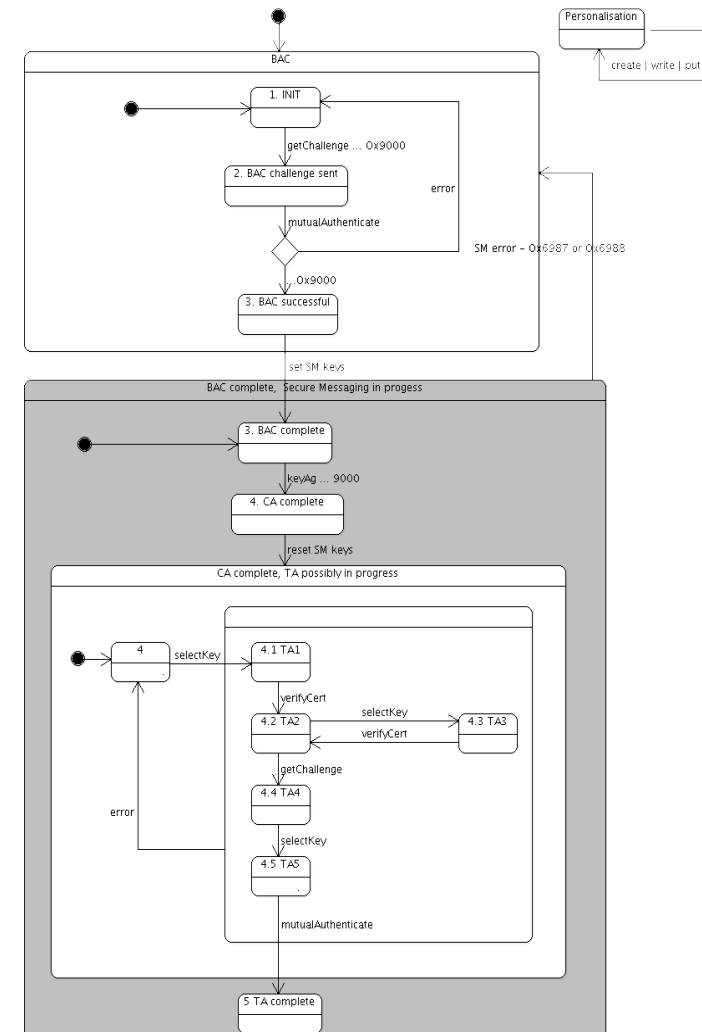 Personalisation
create | write | put
BAC
1. INIT
getChallenge ... 0x9000
2. BAC challenge sent
error
mutualAuthenticate
SM error - 0x6987 or 0x6988
...0x9000
3. BAC successful
set SM keys
BAC complete, Secure Messaging in progess
3. BAC complete
keyAg ... 9000
4. CA complete
reset SM keys
CA complete, TA possibly in progress
4
selectKey
4.1 TA1
verifyCert
4.2 TA2
selectKey
verifyCert
4.3 TA3
getChallenge
4.4 TA4
error
selectKey
4.5 TA5
mutualAuthenticate
5 TA complete